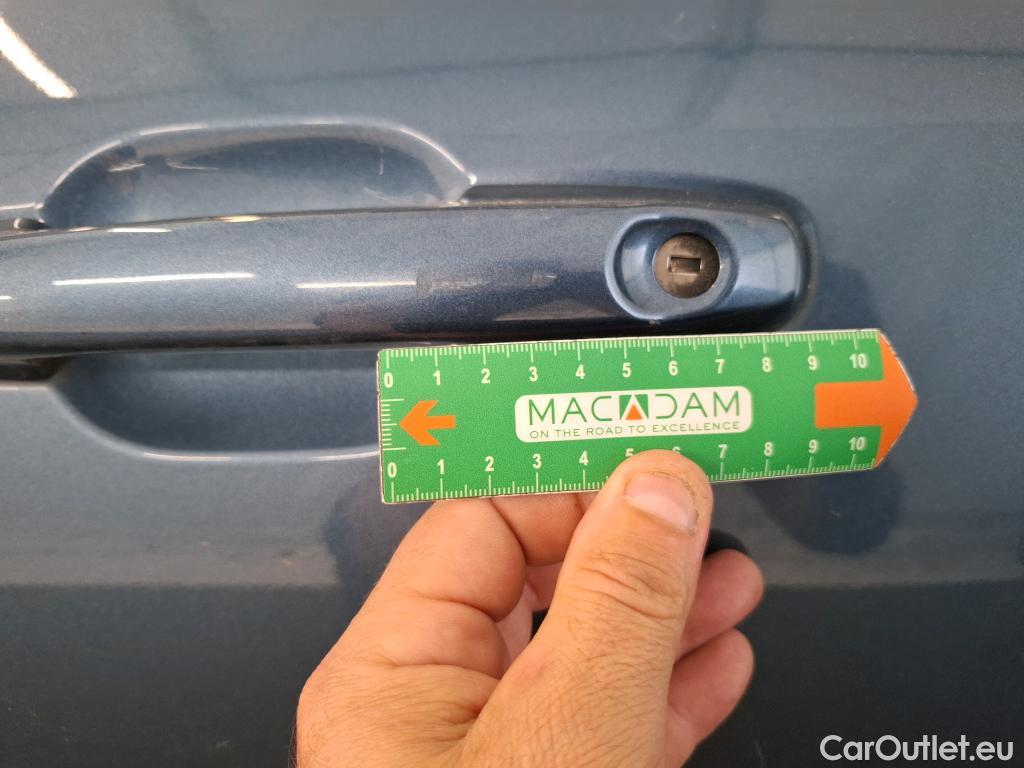 0 1 2 3 4 5 6 7 8 9 10
MACADAM
ON THE ROAD TO EXCELLENCE
0 1 2 3 4 5 6 7 8 9 10
CarOutlet.eu